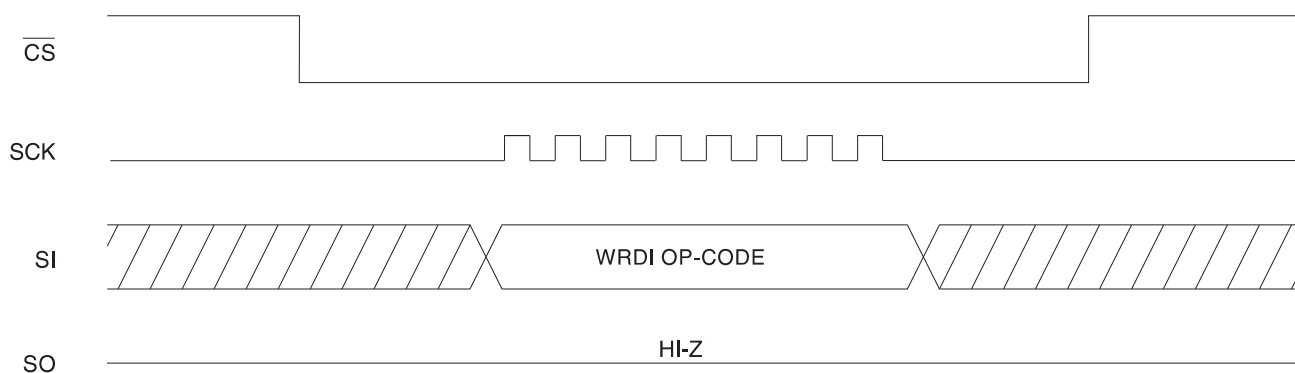 CS
SCK
SI
WRDI OP-CODE
HI-Z
SO